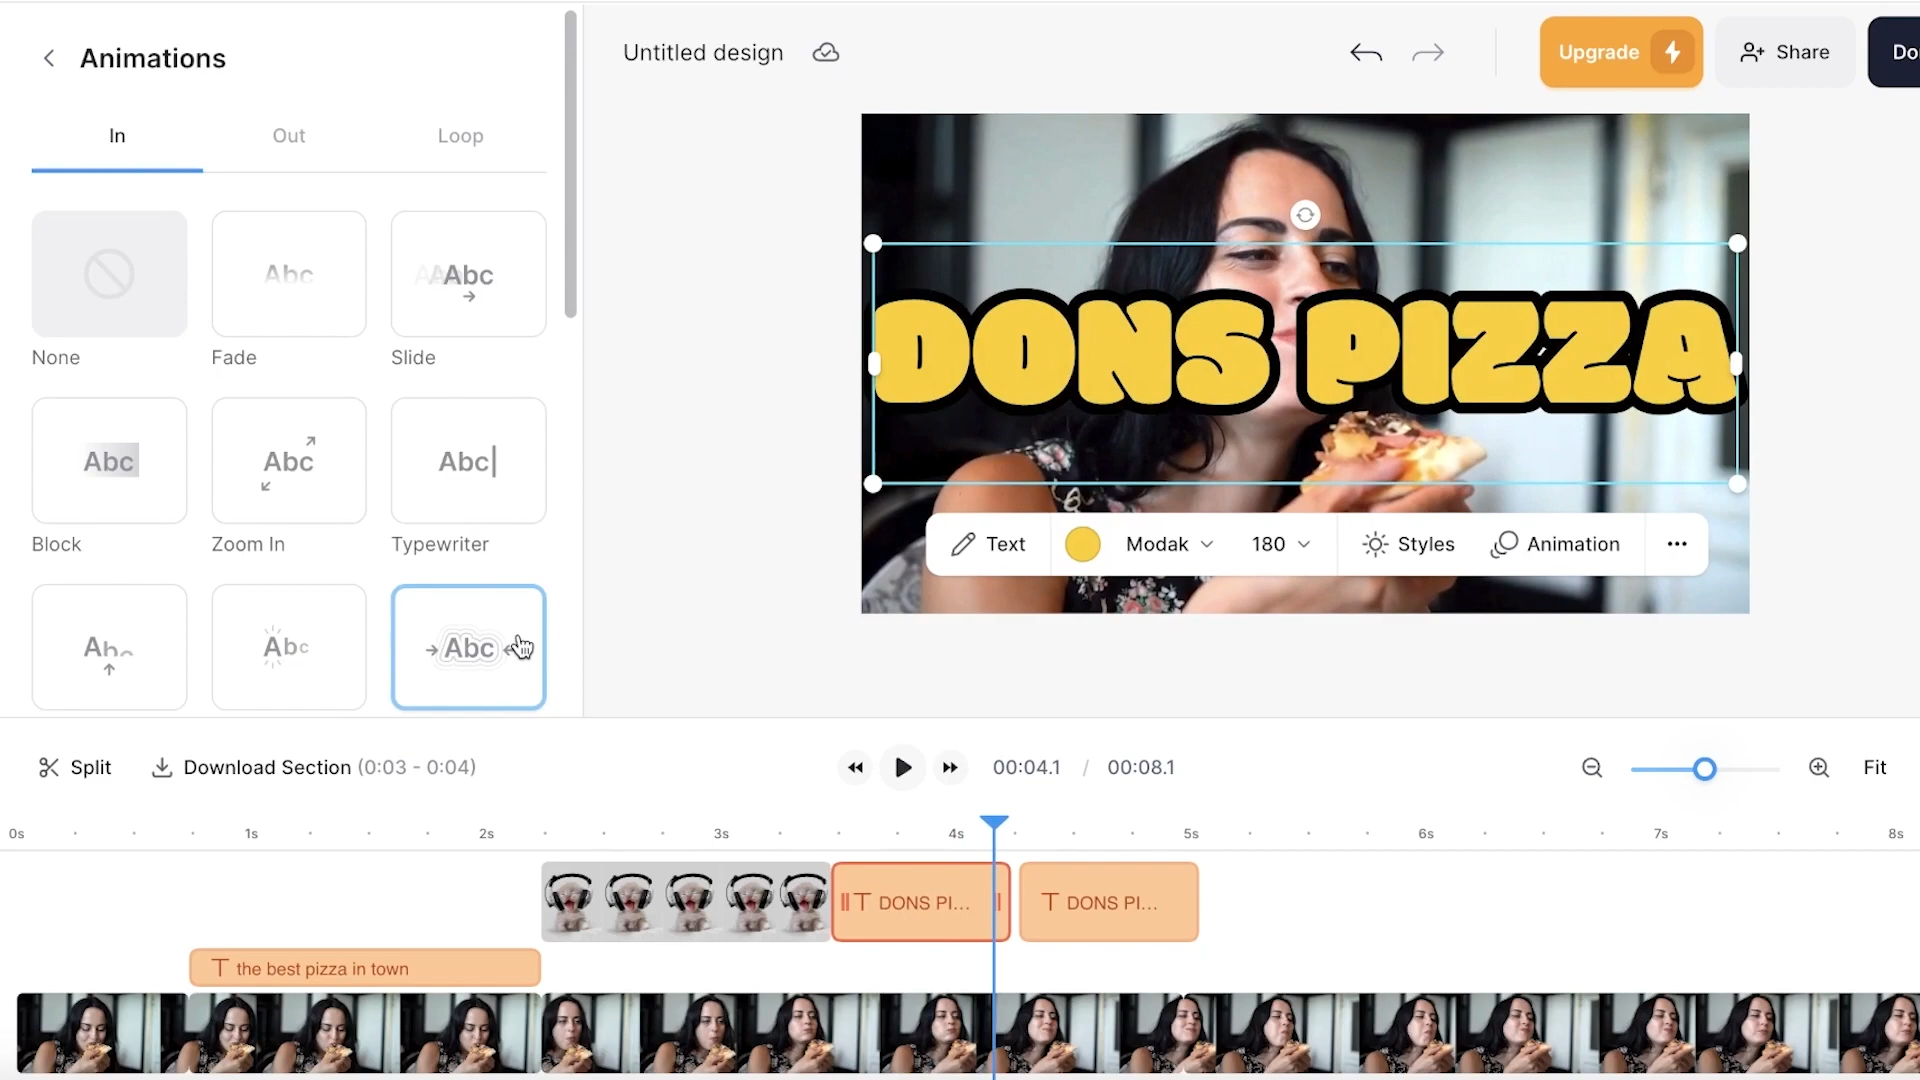 Animations
Untitled design
Upgrade
Share
In
Out
Loop
Abc
Abc
None
Fade
Slide
Abc
Abc
Abc
Block
Zoom In
Typewriter
Abc
Abc
Abc
DONS PIZZA
Text
Modak
180
Styles
Animation
Split
Download Section (0:03 - 0:04)
00:04.1 / 00:08.1
Fit
0s
1s
2s
3s
4s
5s
6s
7s
8s
T DONS PI...
T DONS PI...
T the best pizza in town